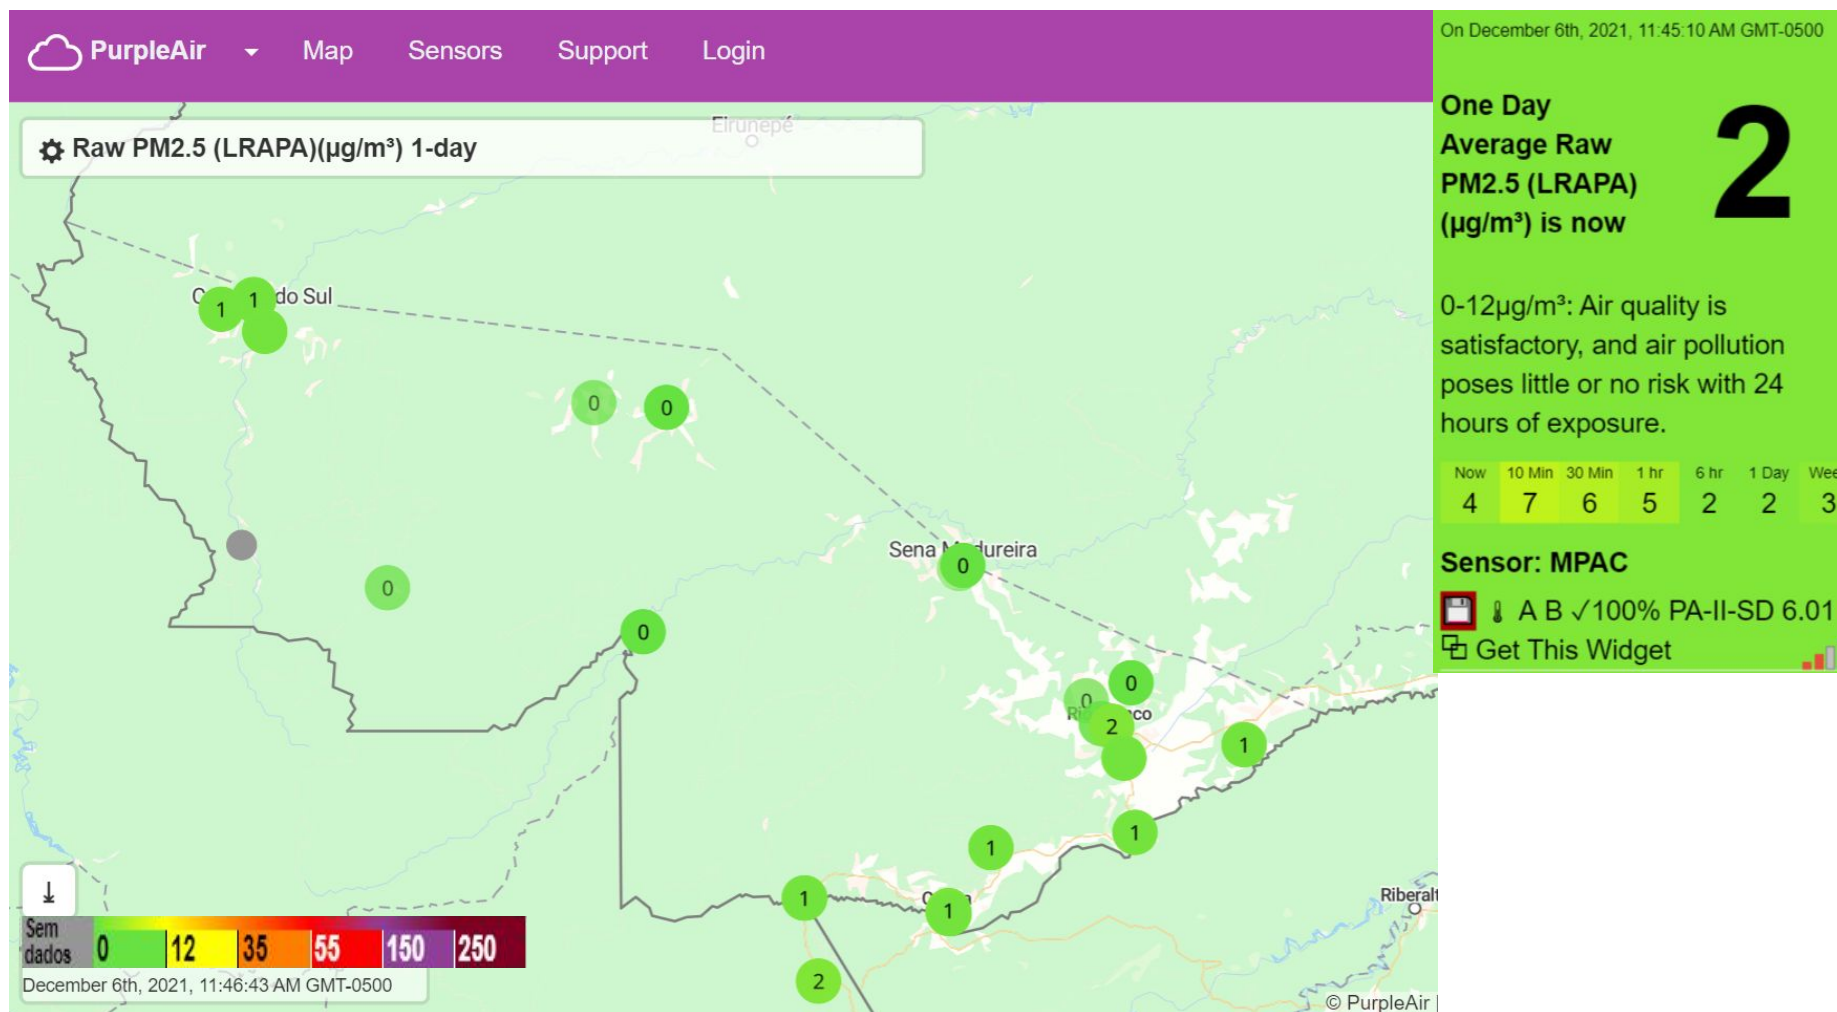 PurpleAir Map Sensors Support Login
Eirunepé
Raw PM2.5 (LRAPA)(µg/m³) 1-day
do Sul
1
1
0
0
0
0
Sena Madureira
0
0
0
2
1
1
1
1
1
2
Riberalt
Sem
dados 0 12 35 55 150 250
December 6th, 2021, 11:46:43 AM GMT-0500
© PurpleAir
On December 6th, 2021, 11:45:10 AM GMT-0500
One Day
Average Raw
PM2.5 (LRAPA)
(µg/m³) is now
2
0-12µg/m³: Air quality is
satisfactory, and air pollution
poses little or no risk with 24
hours of exposure.
Now 10 Min 30 Min 1 hr 6 hr 1 Day Wee
4 7 6 5 2 2 3
Sensor: MPAC
A B ✓100% PA-II-SD 6.01
Get This Widget